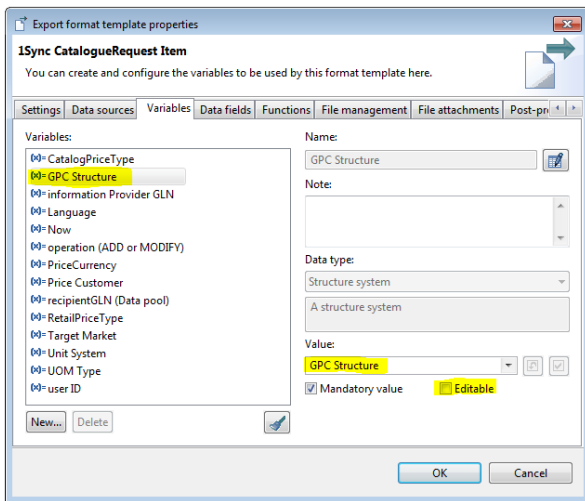 Export format template properties
1Sync CatalogueRequest Item
You can create and configure the variables to be used by this format template here.
Settings Data sources Variables Data fields Functions File management File attachments Post-pr
Variables:
(x)= CatalogPriceType
(x)= GPC Structure
(x)= information Provider GLN
(x)= Language
(x)= Now
(x)= operation (ADD or MODIFY)
(x)= PriceCurrency
(x)= Price Customer
(x)= recipientGLN (Data pool)
(x)= RetailPriceType
(x)= Target Market
(x)= Unit System
(x)= UOM Type
(x)= user ID
New... Delete
Name:
GPC Structure
Note:
Data type:
Structure system
A structure system
Value:
GPC Structure
Mandatory value Editable
OK Cancel